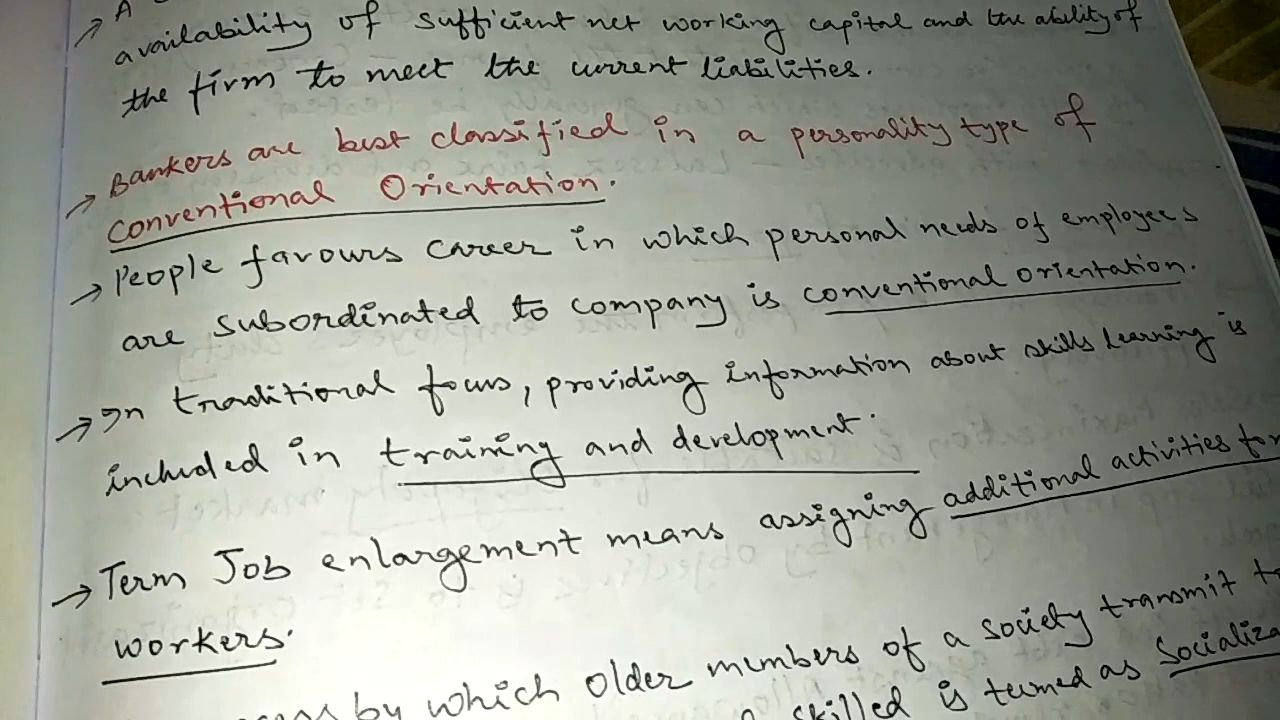 → A
availability of sufficient net working capital and the ability of
the firm to meet the current liabilities.
→ Bankers are best classified in a personality type of
conventional Orientation.
→ People favours career in which personal needs of employees
are subordinated to company is conventional orientation.
→ In traditional focus, providing information about skills learning is
included in training and development.
→ Term Job enlargement means assigning additional activities for
workers.
by which older members of a society transmit to
skilled is termed as Socializa